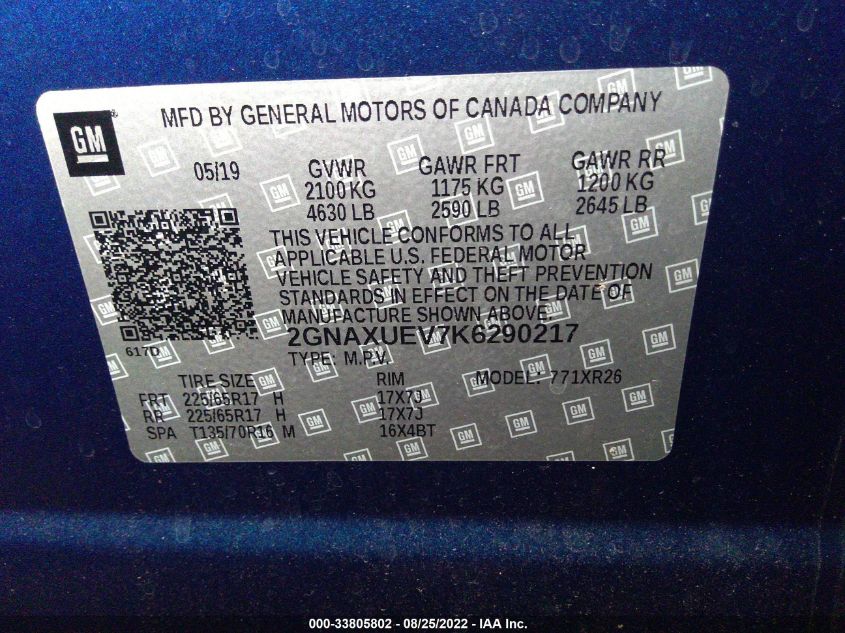 GM
MFD BY GENERAL MOTORS OF CANADA COMPANY
05/19 GVWR GAWR FRT GAWR RR
2100 KG 1175 KG 1200 KG
4630 LB 2590 LB 2645 LB
THIS VEHICLE CONFORMS TO ALL
APPLICABLE U.S. FEDERAL MOTOR
VEHICLE SAFETY AND THEFT PREVENTION
STANDARDS IN EFFECT ON THE DATE OF
MANUFACTURE SHOWN ABOVE.
617D
2GNAXUEV7K6290217
TYPE: M.P.V.
TIRE SIZE RIM MODEL: 771XR26
FRT 225/65R17 H 17X7J
RR 225/65R17 H 17X7J
SPA T135/70R16 M 16X4BT
000-33805802 - 08/25/2022 - IAA Inc.